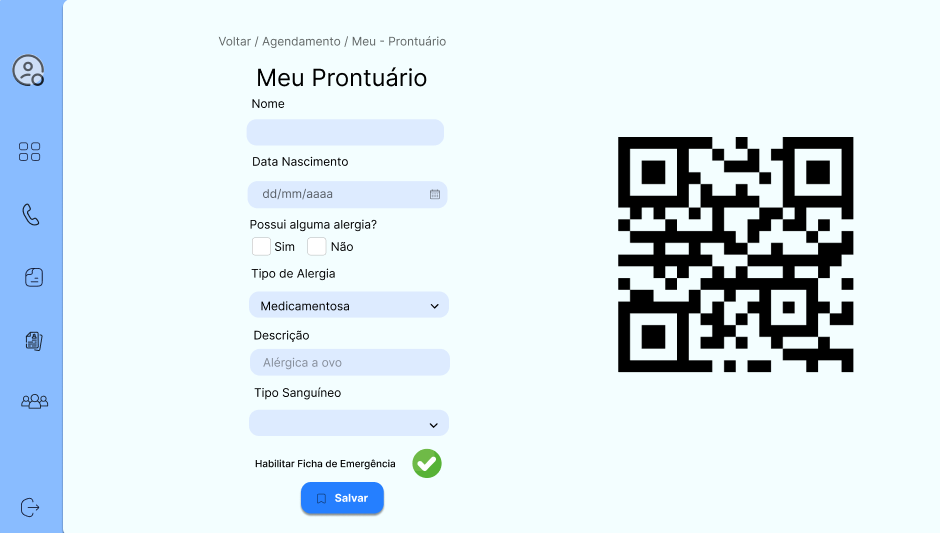 Voltar / Agendamento / Meu - Prontuário
Meu Prontuário
Nome
Data Nascimento
dd/mm/aaaa
Possui alguma alergia?
Sim Não
Tipo de Alergia
Medicamentosa
Descrição
Alérgica a ovo
Tipo Sanguíneo
Habilitar Ficha de Emergência
Salvar